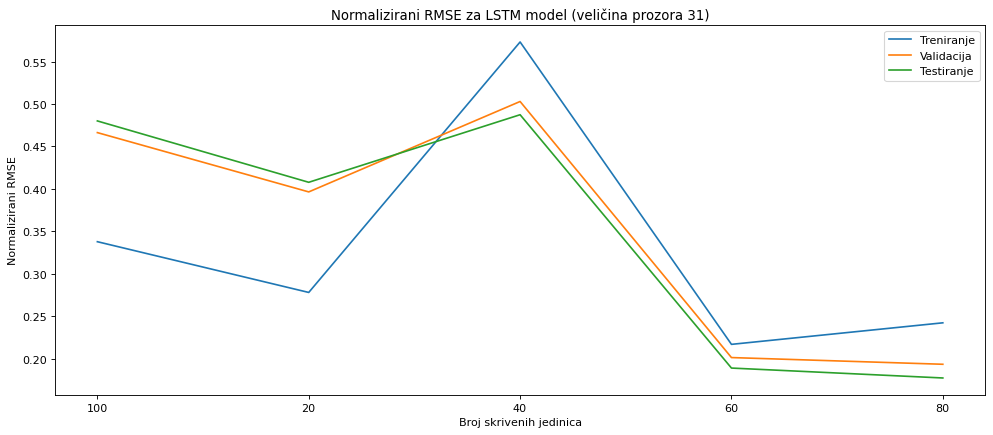 Normalizirani RMSE za LSTM model (veličina prozora 31)
Treniranje
Validacija
Testiranje
Normalizirani RMSE
0.55
0.50
0.45
0.40
0.35
0.30
0.25
0.20
100 20 40 60 80
Broj skrivenih jedinica